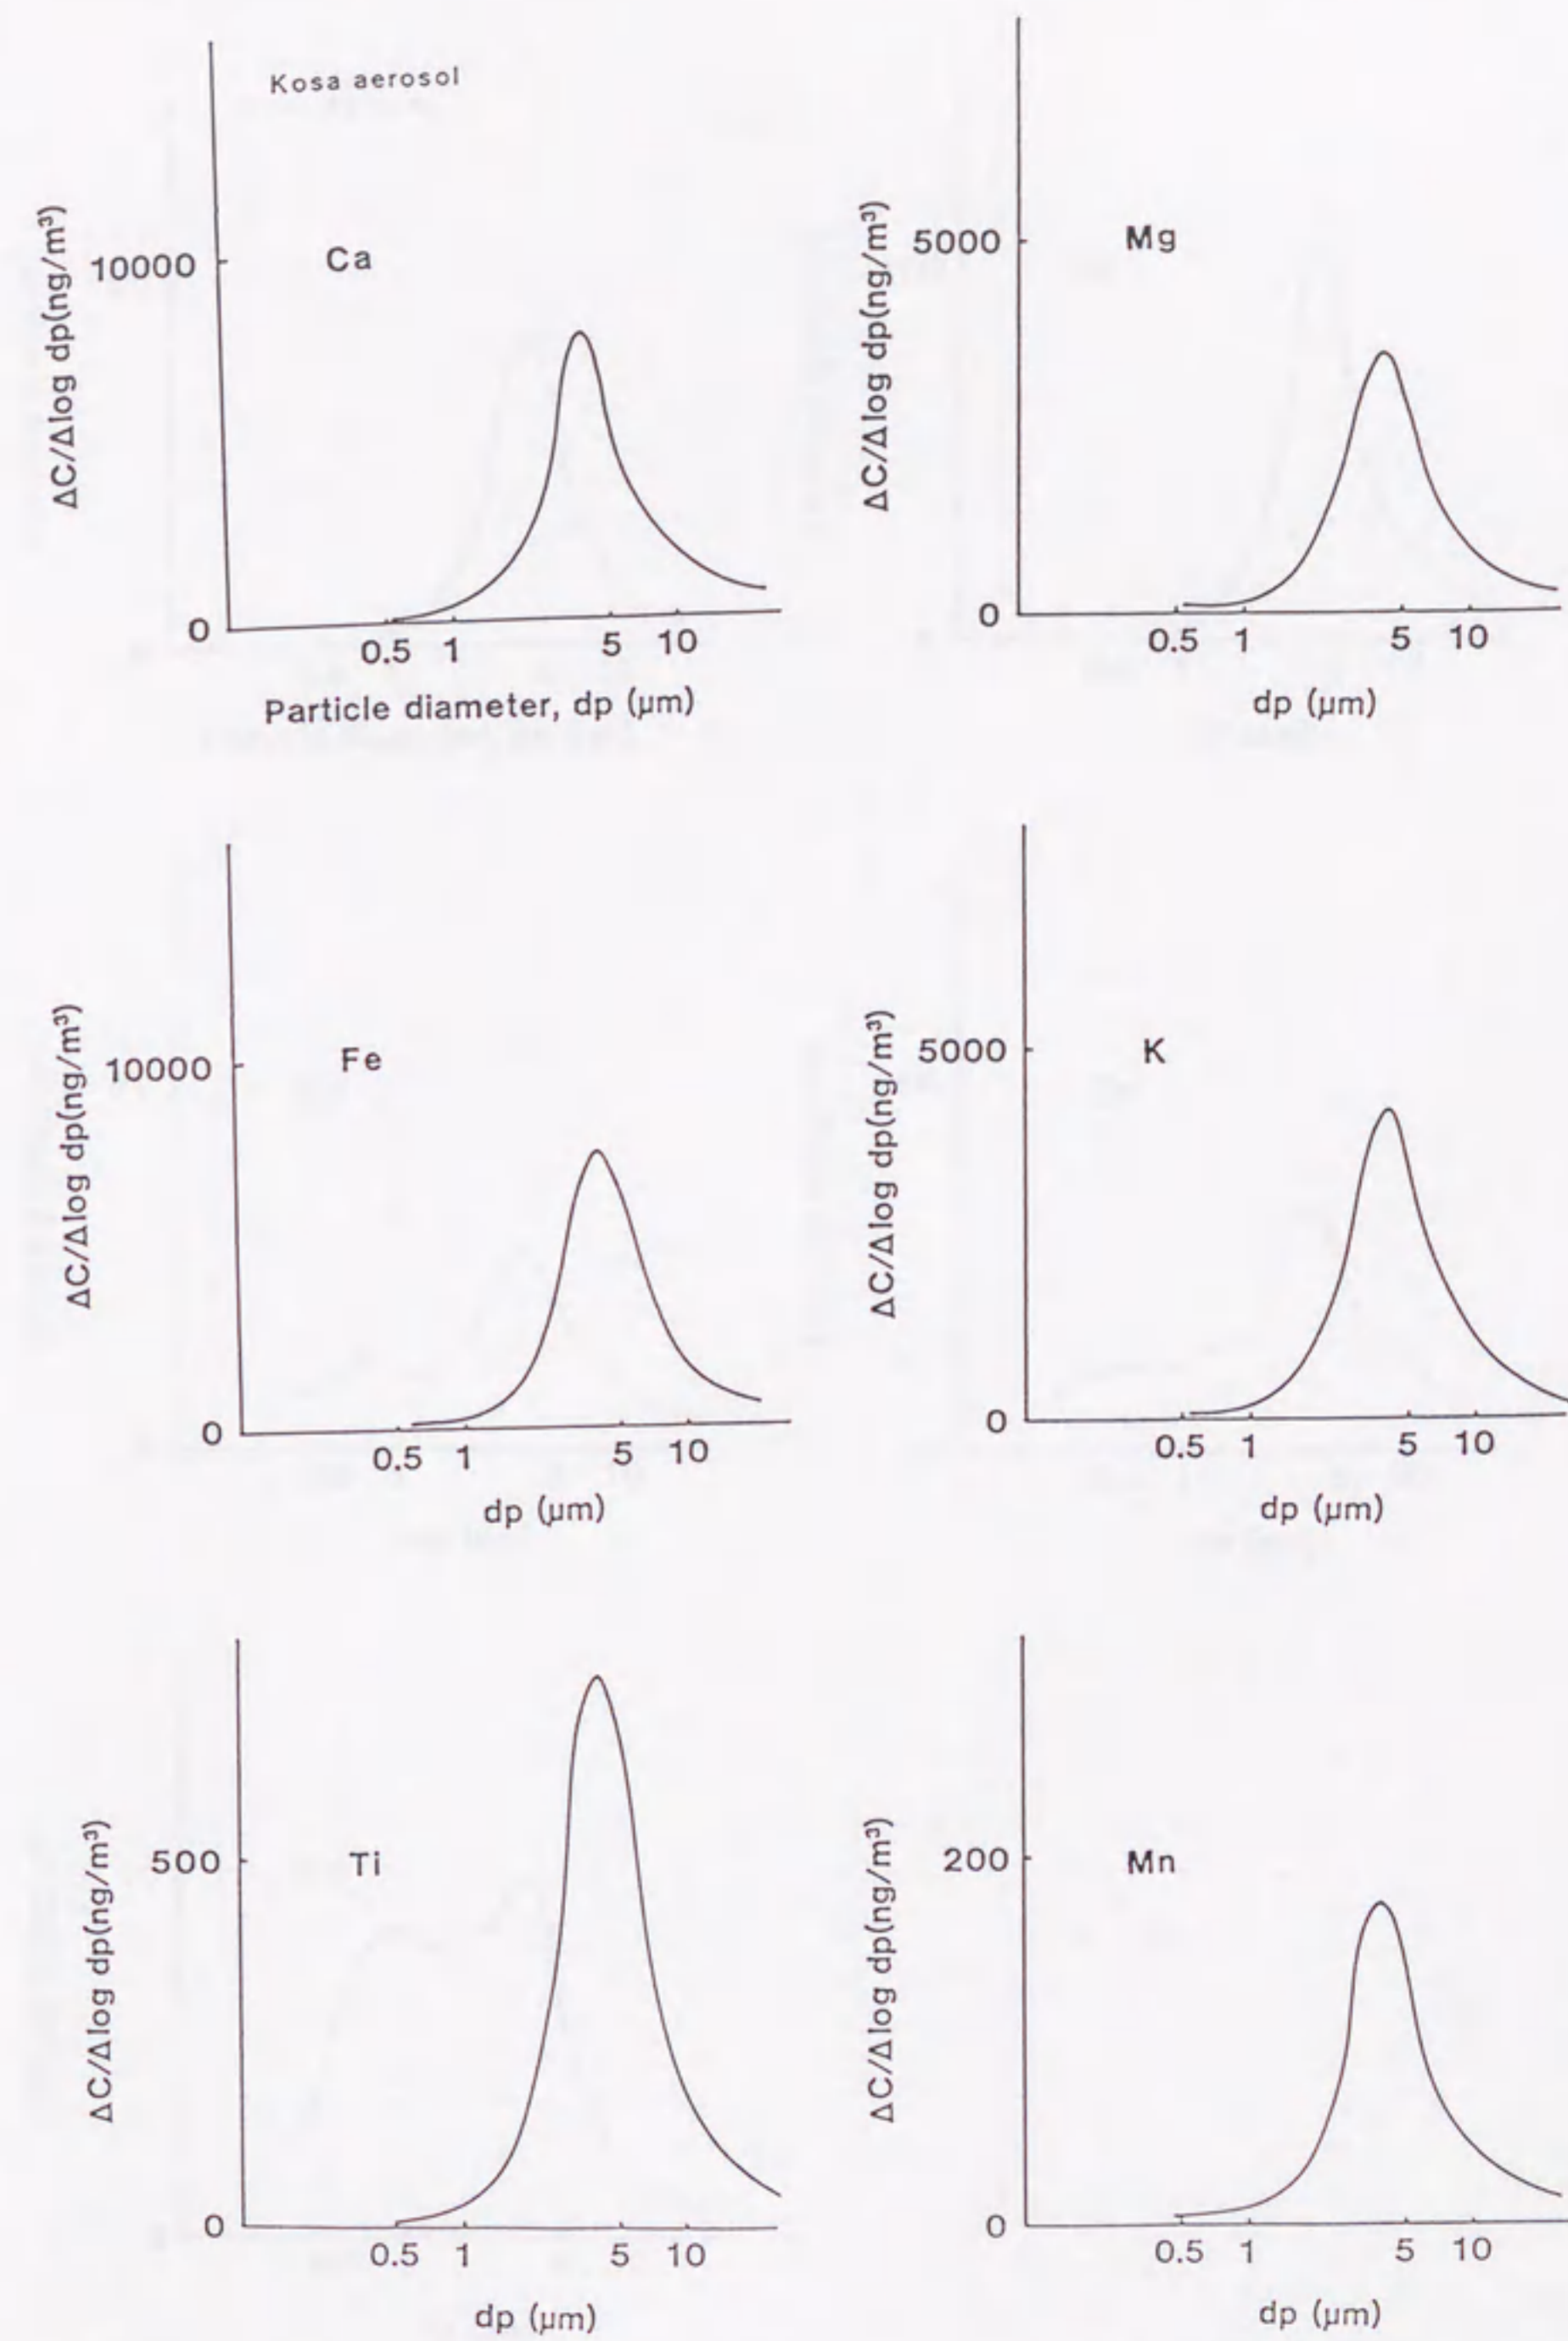 Kosa aerosol
Ca
ΔC/Δlog dp(ng/m³)
10000
0
0.5 1 5 10
Particle diameter, dp (µm)
Mg
ΔC/Δlog dp(ng/m³)
5000
0
0.5 1 5 10
dp (µm)
Fe
ΔC/Δlog dp(ng/m³)
10000
0
0.5 1 5 10
dp (µm)
K
ΔC/Δlog dp(ng/m³)
5000
0
0.5 1 5 10
dp (µm)
Ti
ΔC/Δlog dp(ng/m³)
500
0
0.5 1 5 10
dp (µm)
Mn
ΔC/Δlog dp(ng/m³)
200
0
0.5 1 5 10
dp (µm)